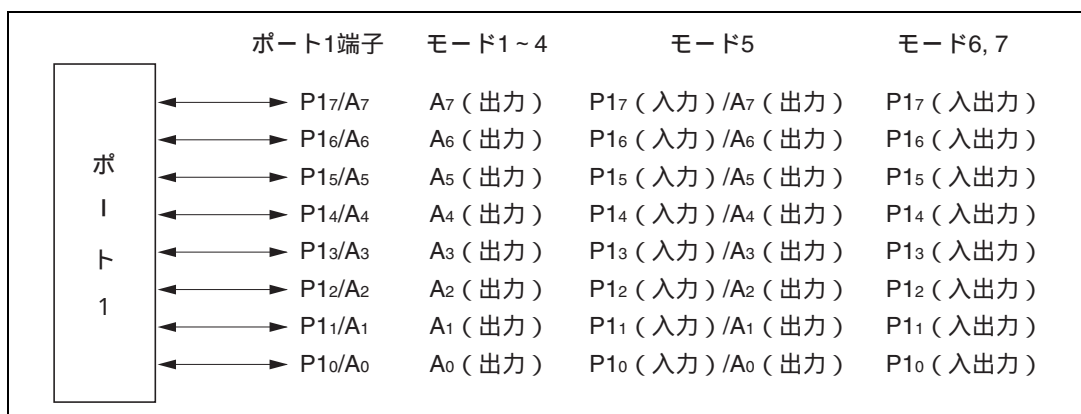 ポート1端子 モード1~4 モード5 モード6, 7
P17/A7 A7（出力） P17（入力）/A7（出力） P17（入出力）
P16/A6 A6（出力） P16（入力）/A6（出力） P16（入出力）
P15/A5 A5（出力） P15（入力）/A5（出力） P15（入出力）
P14/A4 A4（出力） P14（入力）/A4（出力） P14（入出力）
P13/A3 A3（出力） P13（入力）/A3（出力） P13（入出力）
P12/A2 A2（出力） P12（入力）/A2（出力） P12（入出力）
P11/A1 A1（出力） P11（入力）/A1（出力） P11（入出力）
P10/A0 A0（出力） P10（入力）/A0（出力） P10（入出力）
ポート1